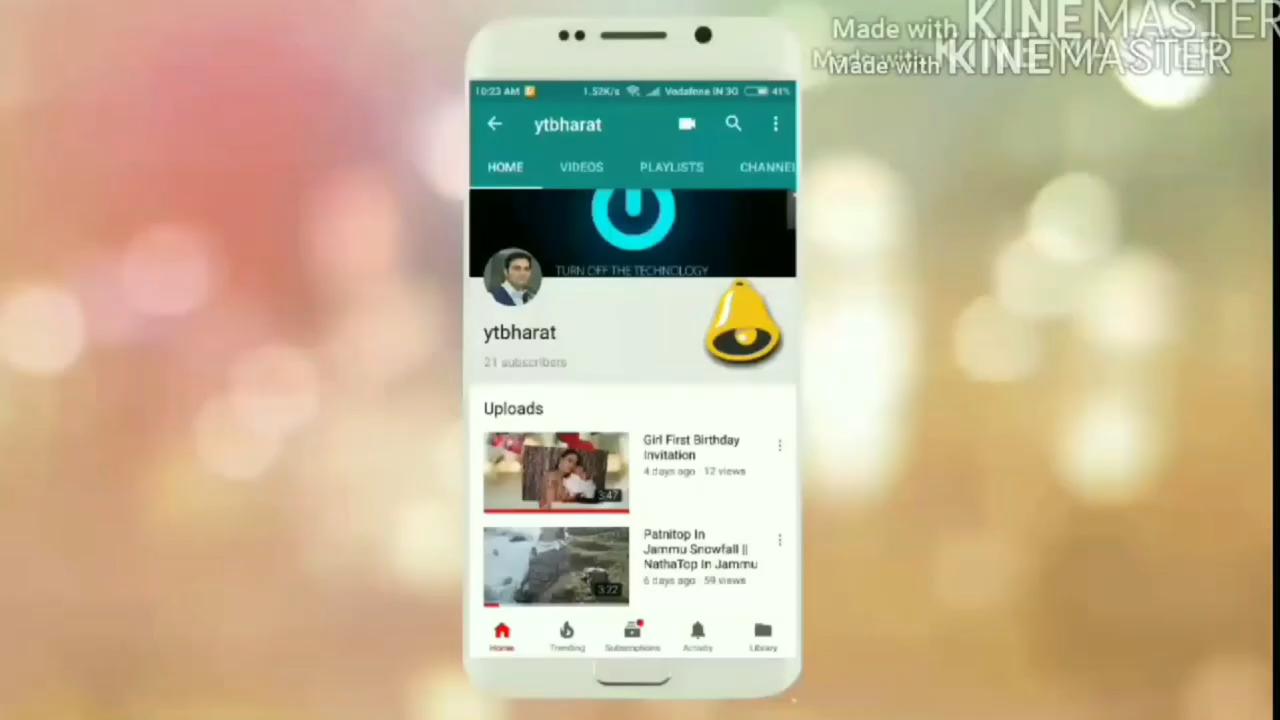 Made with KINEMASTER
Made with KINEMASTER
10:23 AM 1.52K/s Vodafone IN 3G 41%
ytbharat
HOME VIDEOS PLAYLISTS CHANNEL
TURN OFF THE TECHNOLOGY
ytbharat
21 subscribers
Uploads
Girl First Birthday
Invitation
4 days ago · 12 views
3:47
Patnitop In
Jammu Snowfall ||
NathaTop In Jammu
6 days ago · 59 views
3:22
Home Trending Subscriptions Activity Library